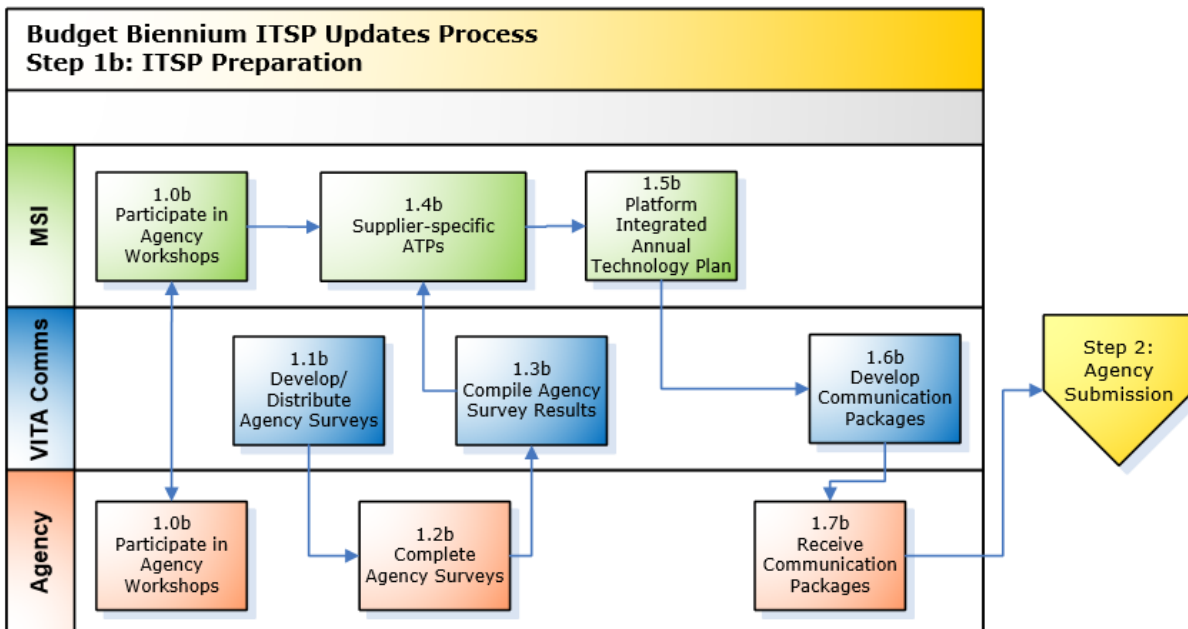 Budget Biennium ITSP Updates Process
Step 1b: ITSP Preparation
MSI
1.0b
Participate in
Agency
Workshops
1.4b
Supplier-specific
ATPs
1.5b
Platform
Integrated
Annual
Technology Plan
VITA Comms
1.1b
Develop/
Distribute
Agency Surveys
1.3b
Compile Agency
Survey Results
1.6b
Develop
Communication
Packages
Step 2:
Agency
Submission
Agency
1.0b
Participate in
Agency
Workshops
1.2b
Complete
Agency Surveys
1.7b
Receive
Communication
Packages